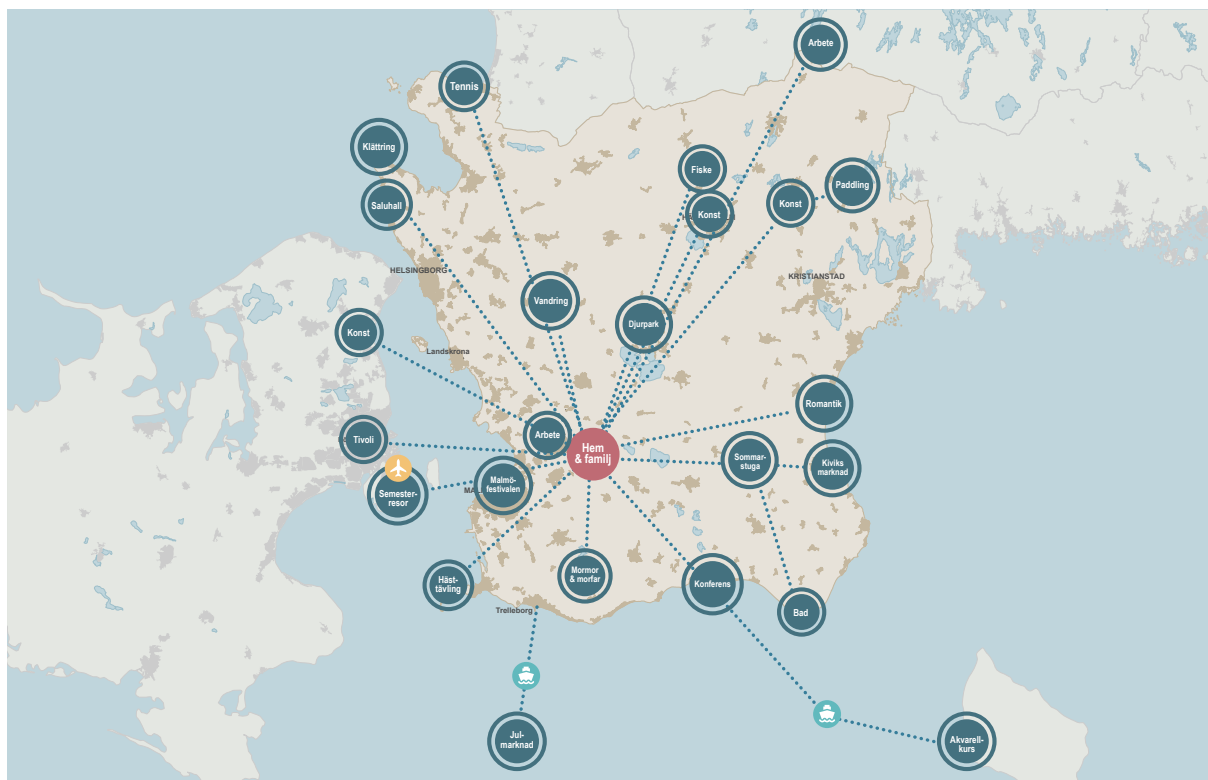 Arbete
Tennis
Klättring
Fiske
Paddling
Saluhall
Konst
Konst
HELSINGBORG
KRISTIANSTAD
Vandring
Djurpark
Konst
Landskrona
Romantik
Arbete
Tivoli
Hem
& familj
Sommar-
stuga
Kiviks
marknad
Semester-
resor
Malmö-
festivalen
Häst-
tävling
Mormor
& morfar
Konferens
Trelleborg
Bad
Jul-
marknad
Akvarell-
kurs